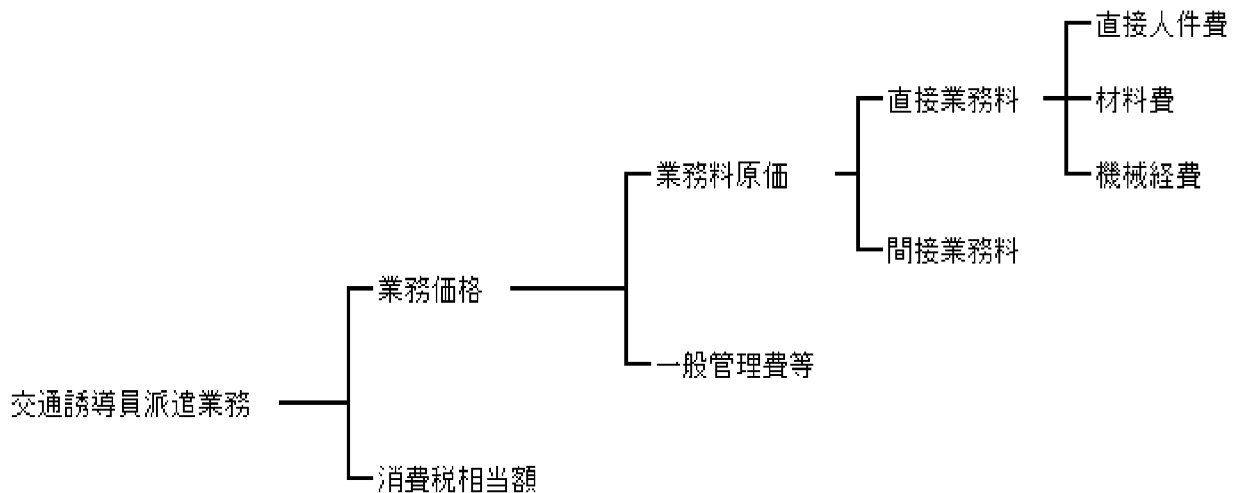 直接人件費
直接業務料
材料費
業務料原価
機械経費
間接業務料
業務価格
一般管理費等
交通誘導員派遣業務
消費税相当額